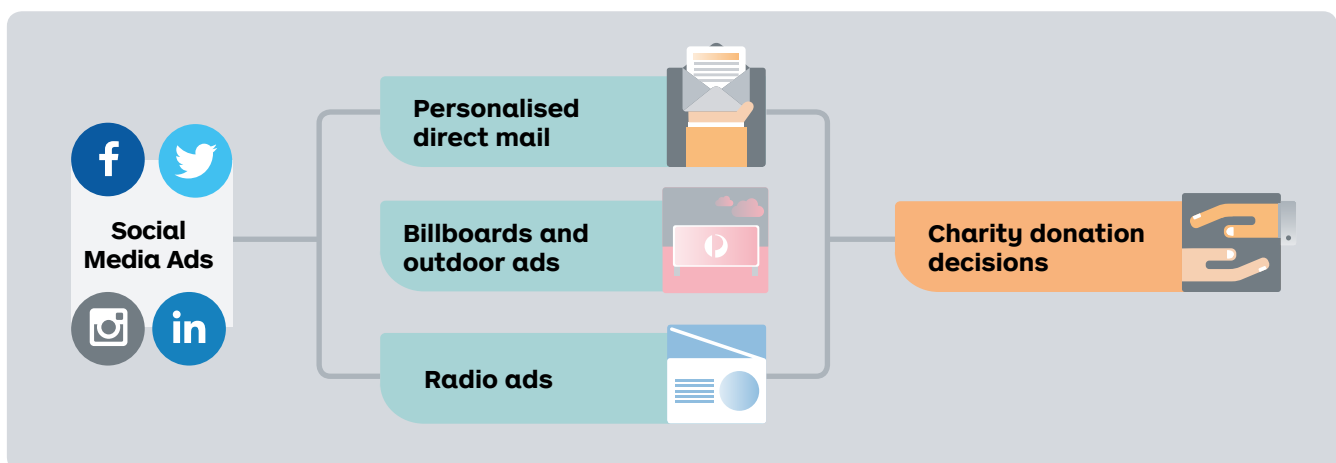 Social
Media Ads
Personalised
direct mail
Billboards and
outdoor ads
Radio ads
Charity donation
decisions